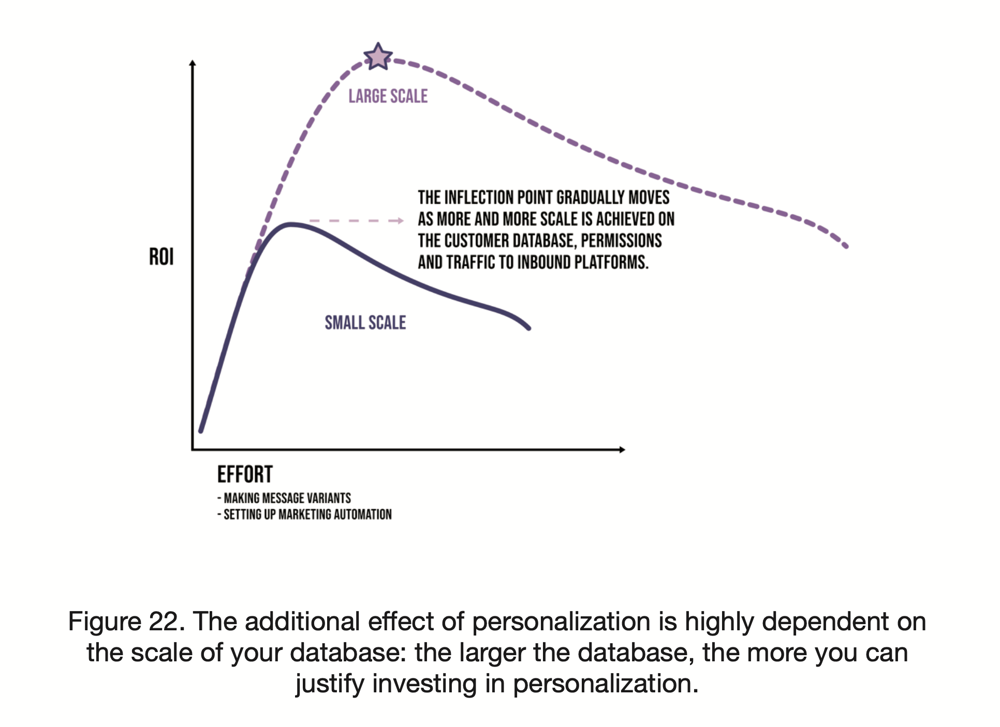 LARGE SCALE
THE INFLECTION POINT GRADUALLY MOVES
AS MORE AND MORE SCALE IS ACHIEVED ON
THE CUSTOMER DATABASE, PERMISSIONS
AND TRAFFIC TO INBOUND PLATFORMS.
ROI
SMALL SCALE
EFFORT
- MAKING MESSAGE VARIANTS
- SETTING UP MARKETING AUTOMATION
Figure 22. The additional effect of personalization is highly dependent on
the scale of your database: the larger the database, the more you can
justify investing in personalization.